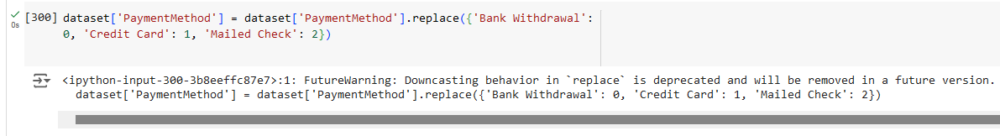 [300] dataset['PaymentMethod'] = dataset['PaymentMethod'].replace({'Bank Withdrawal':
0s
0, 'Credit Card': 1, 'Mailed Check': 2})
<ipython-input-300-3b8eeffc87e7>:1: FutureWarning: Downcasting behavior in `replace` is deprecated and will be removed in a future version.
dataset['PaymentMethod'] = dataset['PaymentMethod'].replace({'Bank Withdrawal': 0, 'Credit Card': 1, 'Mailed Check': 2})